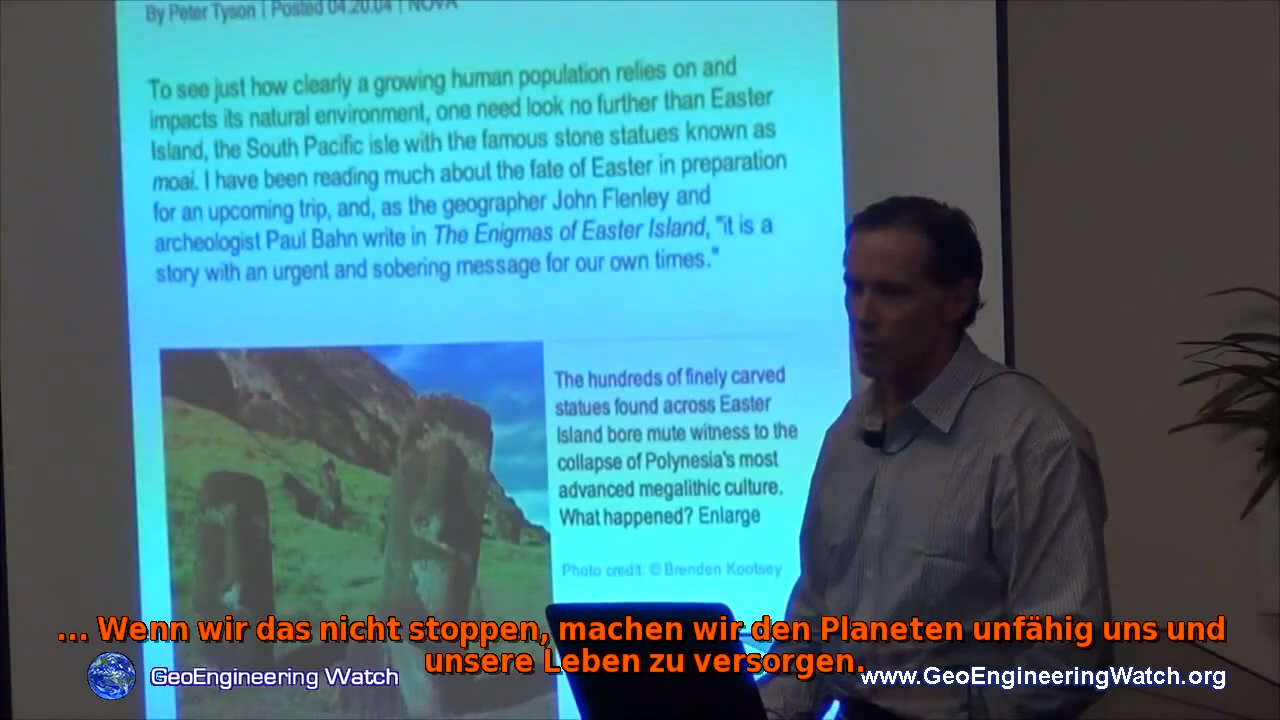 By Peter Tyson | Posted 04.20.04 | NOVA
To see just how clearly a growing human population relies on and
impacts its natural environment, one need look no further than Easter
Island, the South Pacific isle with the famous stone statues known as
moai. I have been reading much about the fate of Easter in preparation
for an upcoming trip, and, as the geographer John Flenley and
archeologist Paul Bahn write in The Enigmas of Easter Island, "it is a
story with an urgent and sobering message for our own times."
The hundreds of finely carved
statues found across Easter
Island bore mute witness to the
collapse of Polynesia's most
advanced megalithic culture.
What happened? Enlarge
Photo credit: © Brenden Kootsey
... Wenn wir das nicht stoppen, machen wir den Planeten unfähig uns und
unsere Leben zu versorgen.
GeoEngineering Watch
www.GeoEngineeringWatch.org